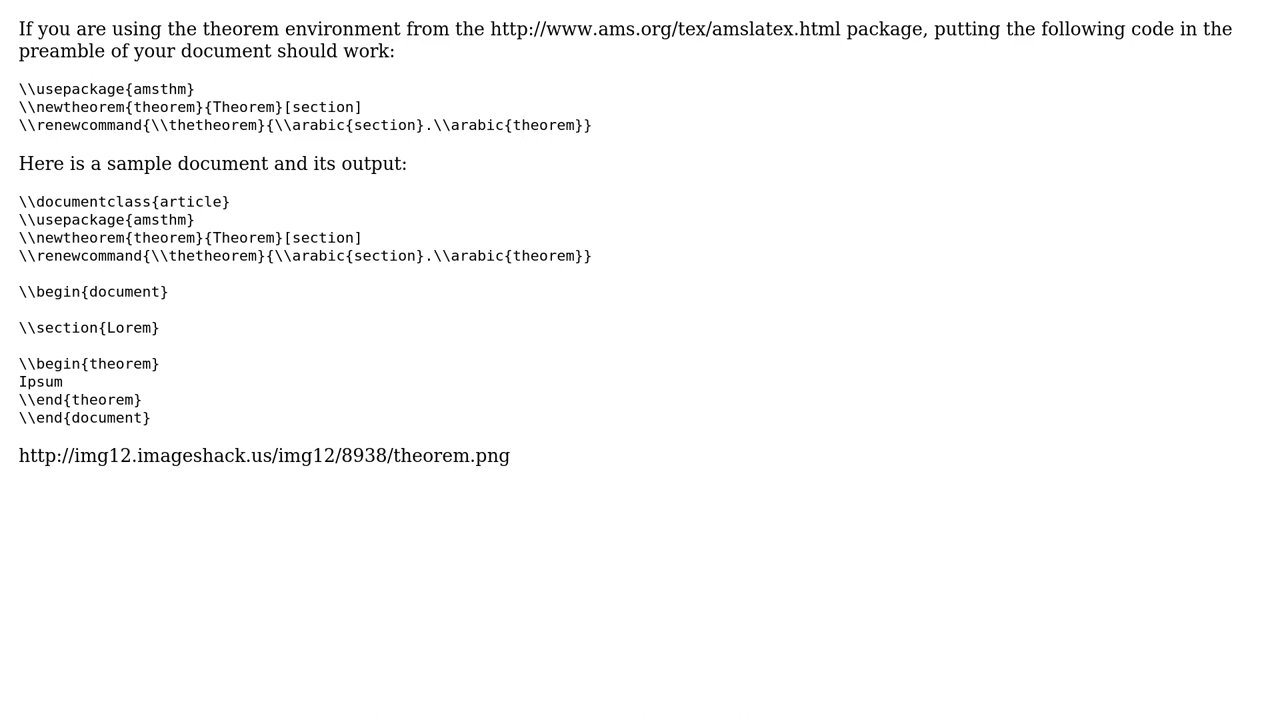 If you are using the theorem environment from the http://www.ams.org/tex/amslatex.html package, putting the following code in the
preamble of your document should work:
\\usepackage{amsthm}
\\newtheorem{theorem}{Theorem}[section]
\\renewcommand{\\thetheorem}{\\arabic{section}.\\arabic{theorem}}
Here is a sample document and its output:
\\documentclass{article}
\\usepackage{amsthm}
\\newtheorem{theorem}{Theorem}[section]
\\renewcommand{\\thetheorem}{\\arabic{section}.\\arabic{theorem}}
\\begin{document}
\\section{Lorem}
\\begin{theorem}
Ipsum
\\end{theorem}
\\end{document}
http://img12.imageshack.us/img12/8938/theorem.png